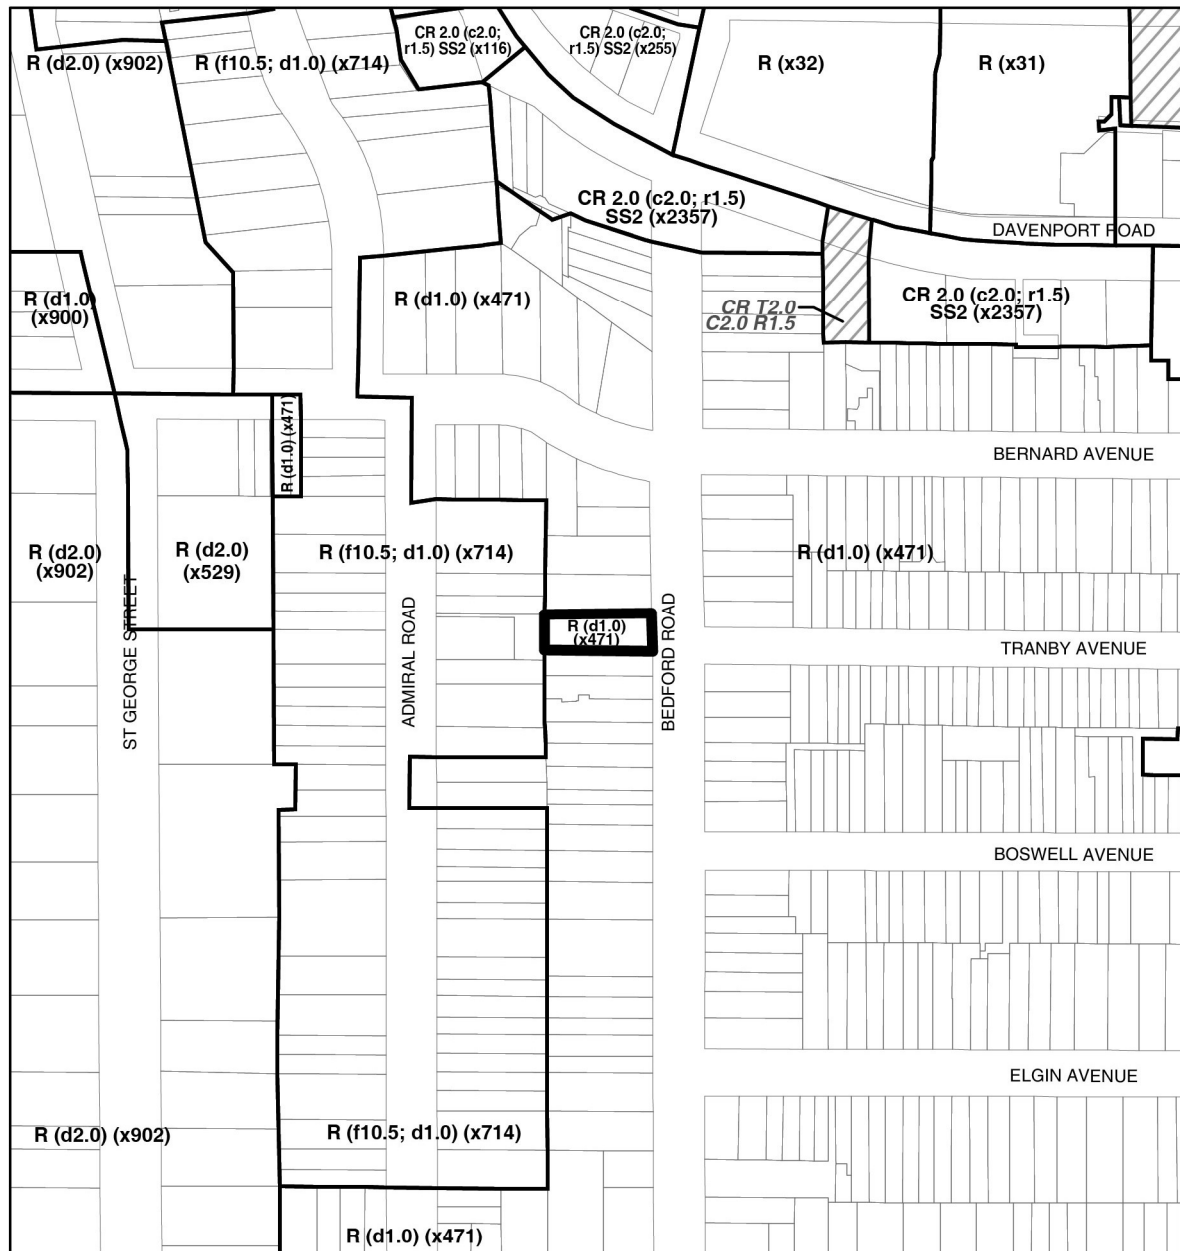 CR 2.0 (c2.0;
r1.5) SS2 (x116)
CR 2.0 (c2.0;
r1.5) SS2 (x255)
R (d2.0) (x902)
R (f10.5; d1.0) (x714)
R (x32)
R (x31)
CR 2.0 (c2.0; r1.5)
SS2 (x2357)
DAVENPORT ROAD
R (d1.0)
(x900)
R (d1.0) (x471)
CR T2.0
C2.0 R1.5
CR 2.0 (c2.0; r1.5)
SS2 (x2357)
R (d1.0) (x471)
BERNARD AVENUE
R (d2.0)
(x902)
R (d2.0)
(x529)
R (f10.5; d1.0) (x714)
R (d1.0) (x471)
ST GEORGE STREET
ADMIRAL ROAD
R (d1.0)
(x471)
BEDFORD ROAD
TRANBY AVENUE
BOSWELL AVENUE
ELGIN AVENUE
R (d2.0) (x902)
R (f10.5; d1.0) (x714)
R (d1.0) (x471)